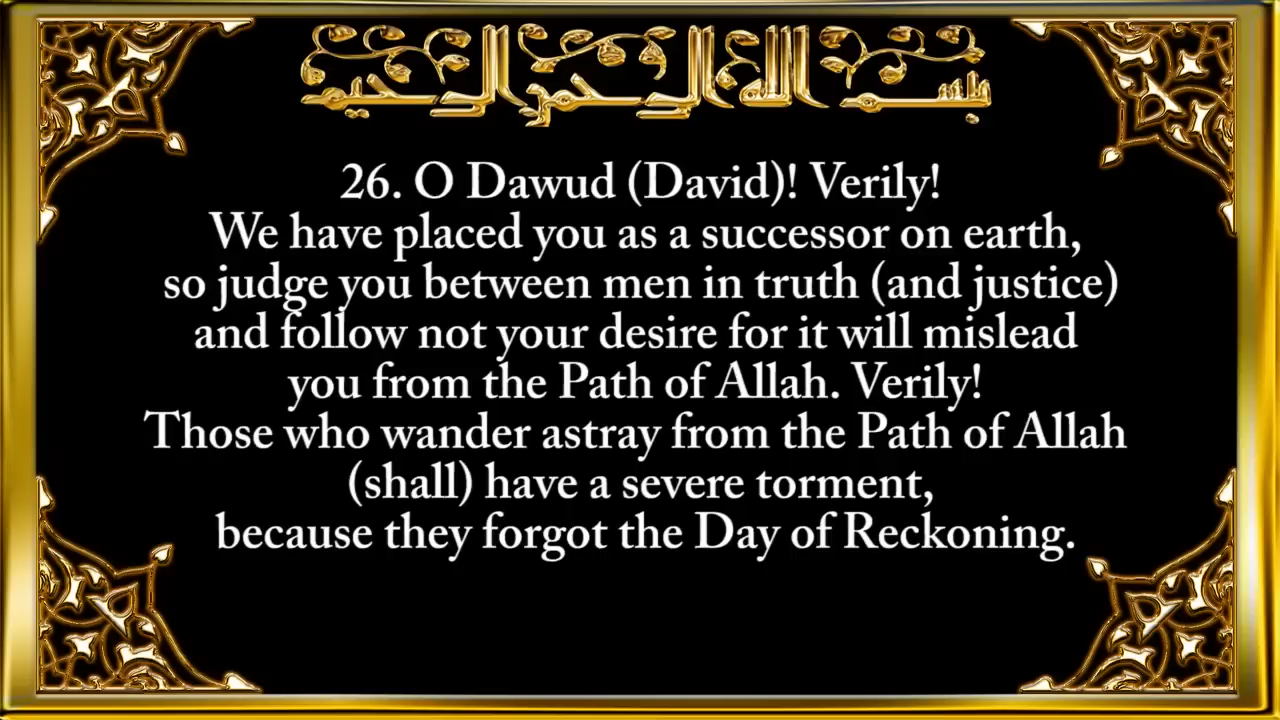 بسم الله الرحمن الرحيم
26. O Dawud (David)! Verily!
We have placed you as a successor on earth,
so judge you between men in truth (and justice)
and follow not your desire for it will mislead
you from the Path of Allah. Verily!
Those who wander astray from the Path of Allah
(shall) have a severe torment,
because they forgot the Day of Reckoning.